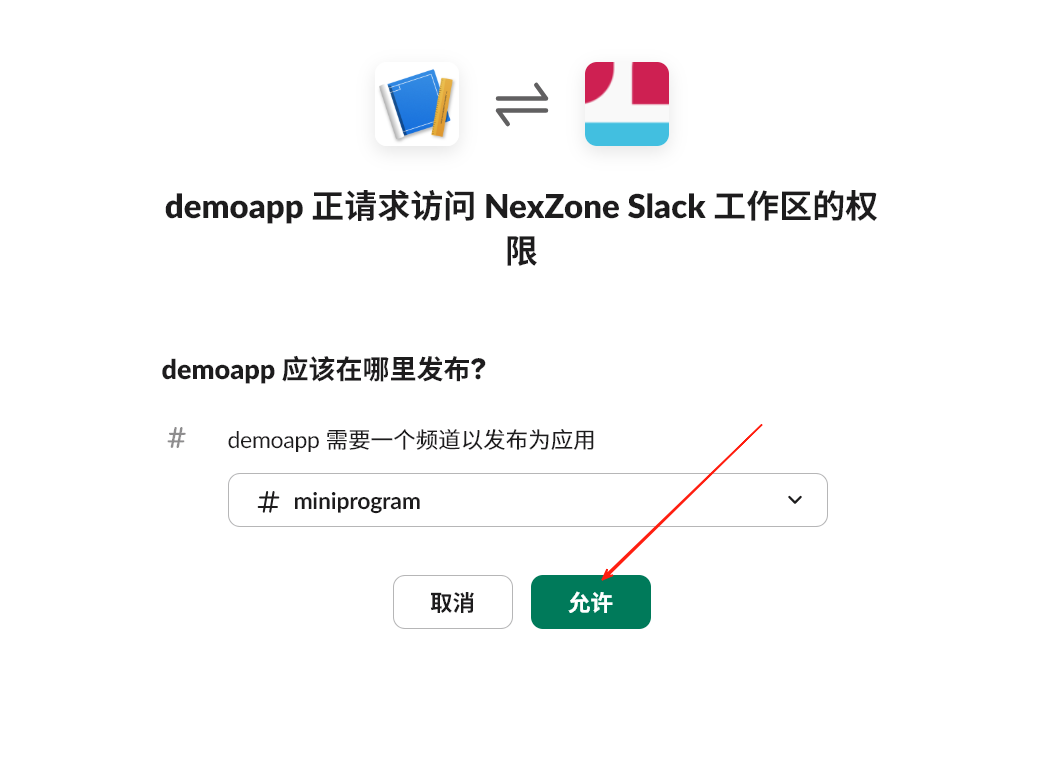 demoapp 正请求访问 NexZone Slack 工作区的权
限
demoapp 应该在哪里发布?
# demoapp 需要一个频道以发布为应用
# miniprogram
取消 允许